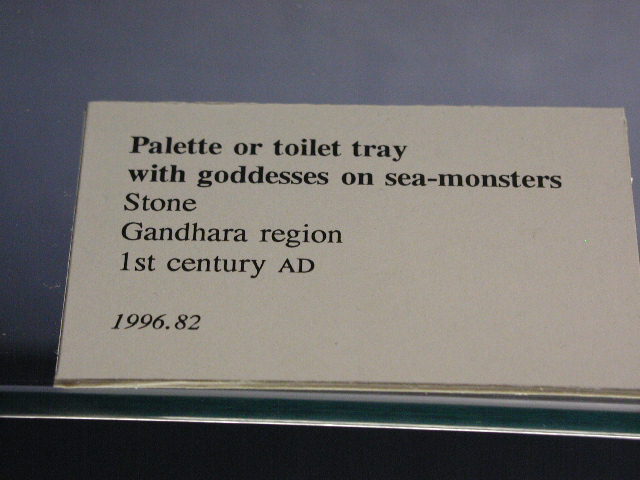 Palette or toilet tray
with goddesses on sea-monsters
Stone
Gandhara region
1st century AD
1996.82